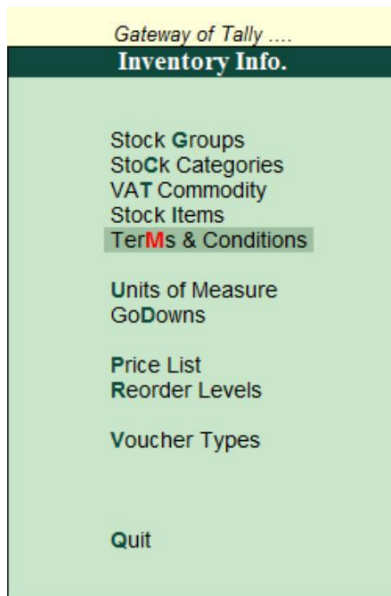 Gateway of Tally ....
Inventory Info.
Stock Groups
StoCk Categories
VAT Commodity
Stock Items
TerMs & Conditions
Units of Measure
GoDowns
Price List
Reorder Levels
Voucher Types
Quit